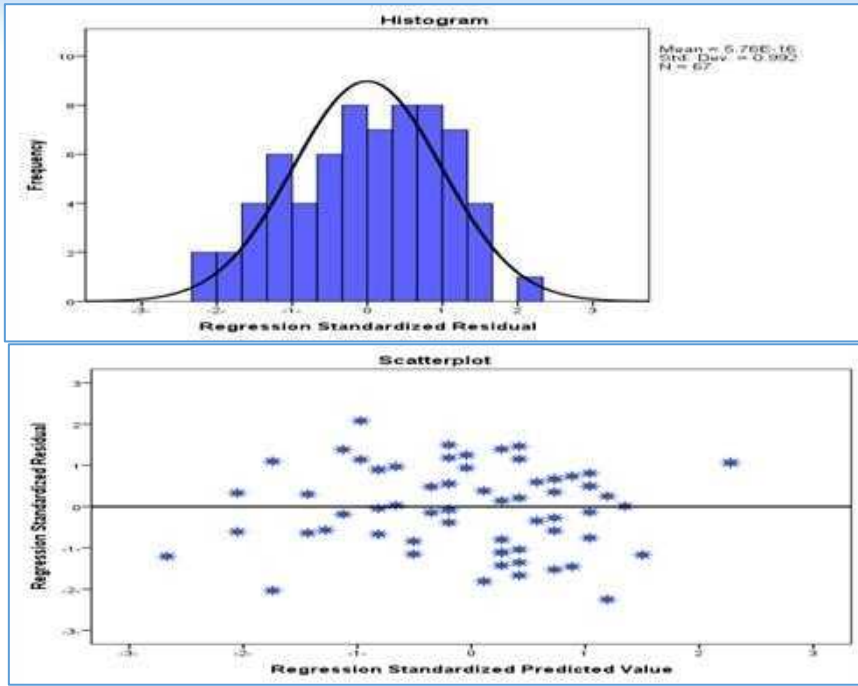 Histogram
Mean = 5.76E-16
Std. Dev. = 0.992
N = 67
Frequency
10
8
6
4
2
0
-3 -2 -1 0 1 2 3
Regression Standardized Residual
Scatterplot
Regression Standardized Residual
3
2
1
0
-1-
-2-
-3-
-3- -2- -1- 0 1 2 3
Regression Standardized Predicted Value